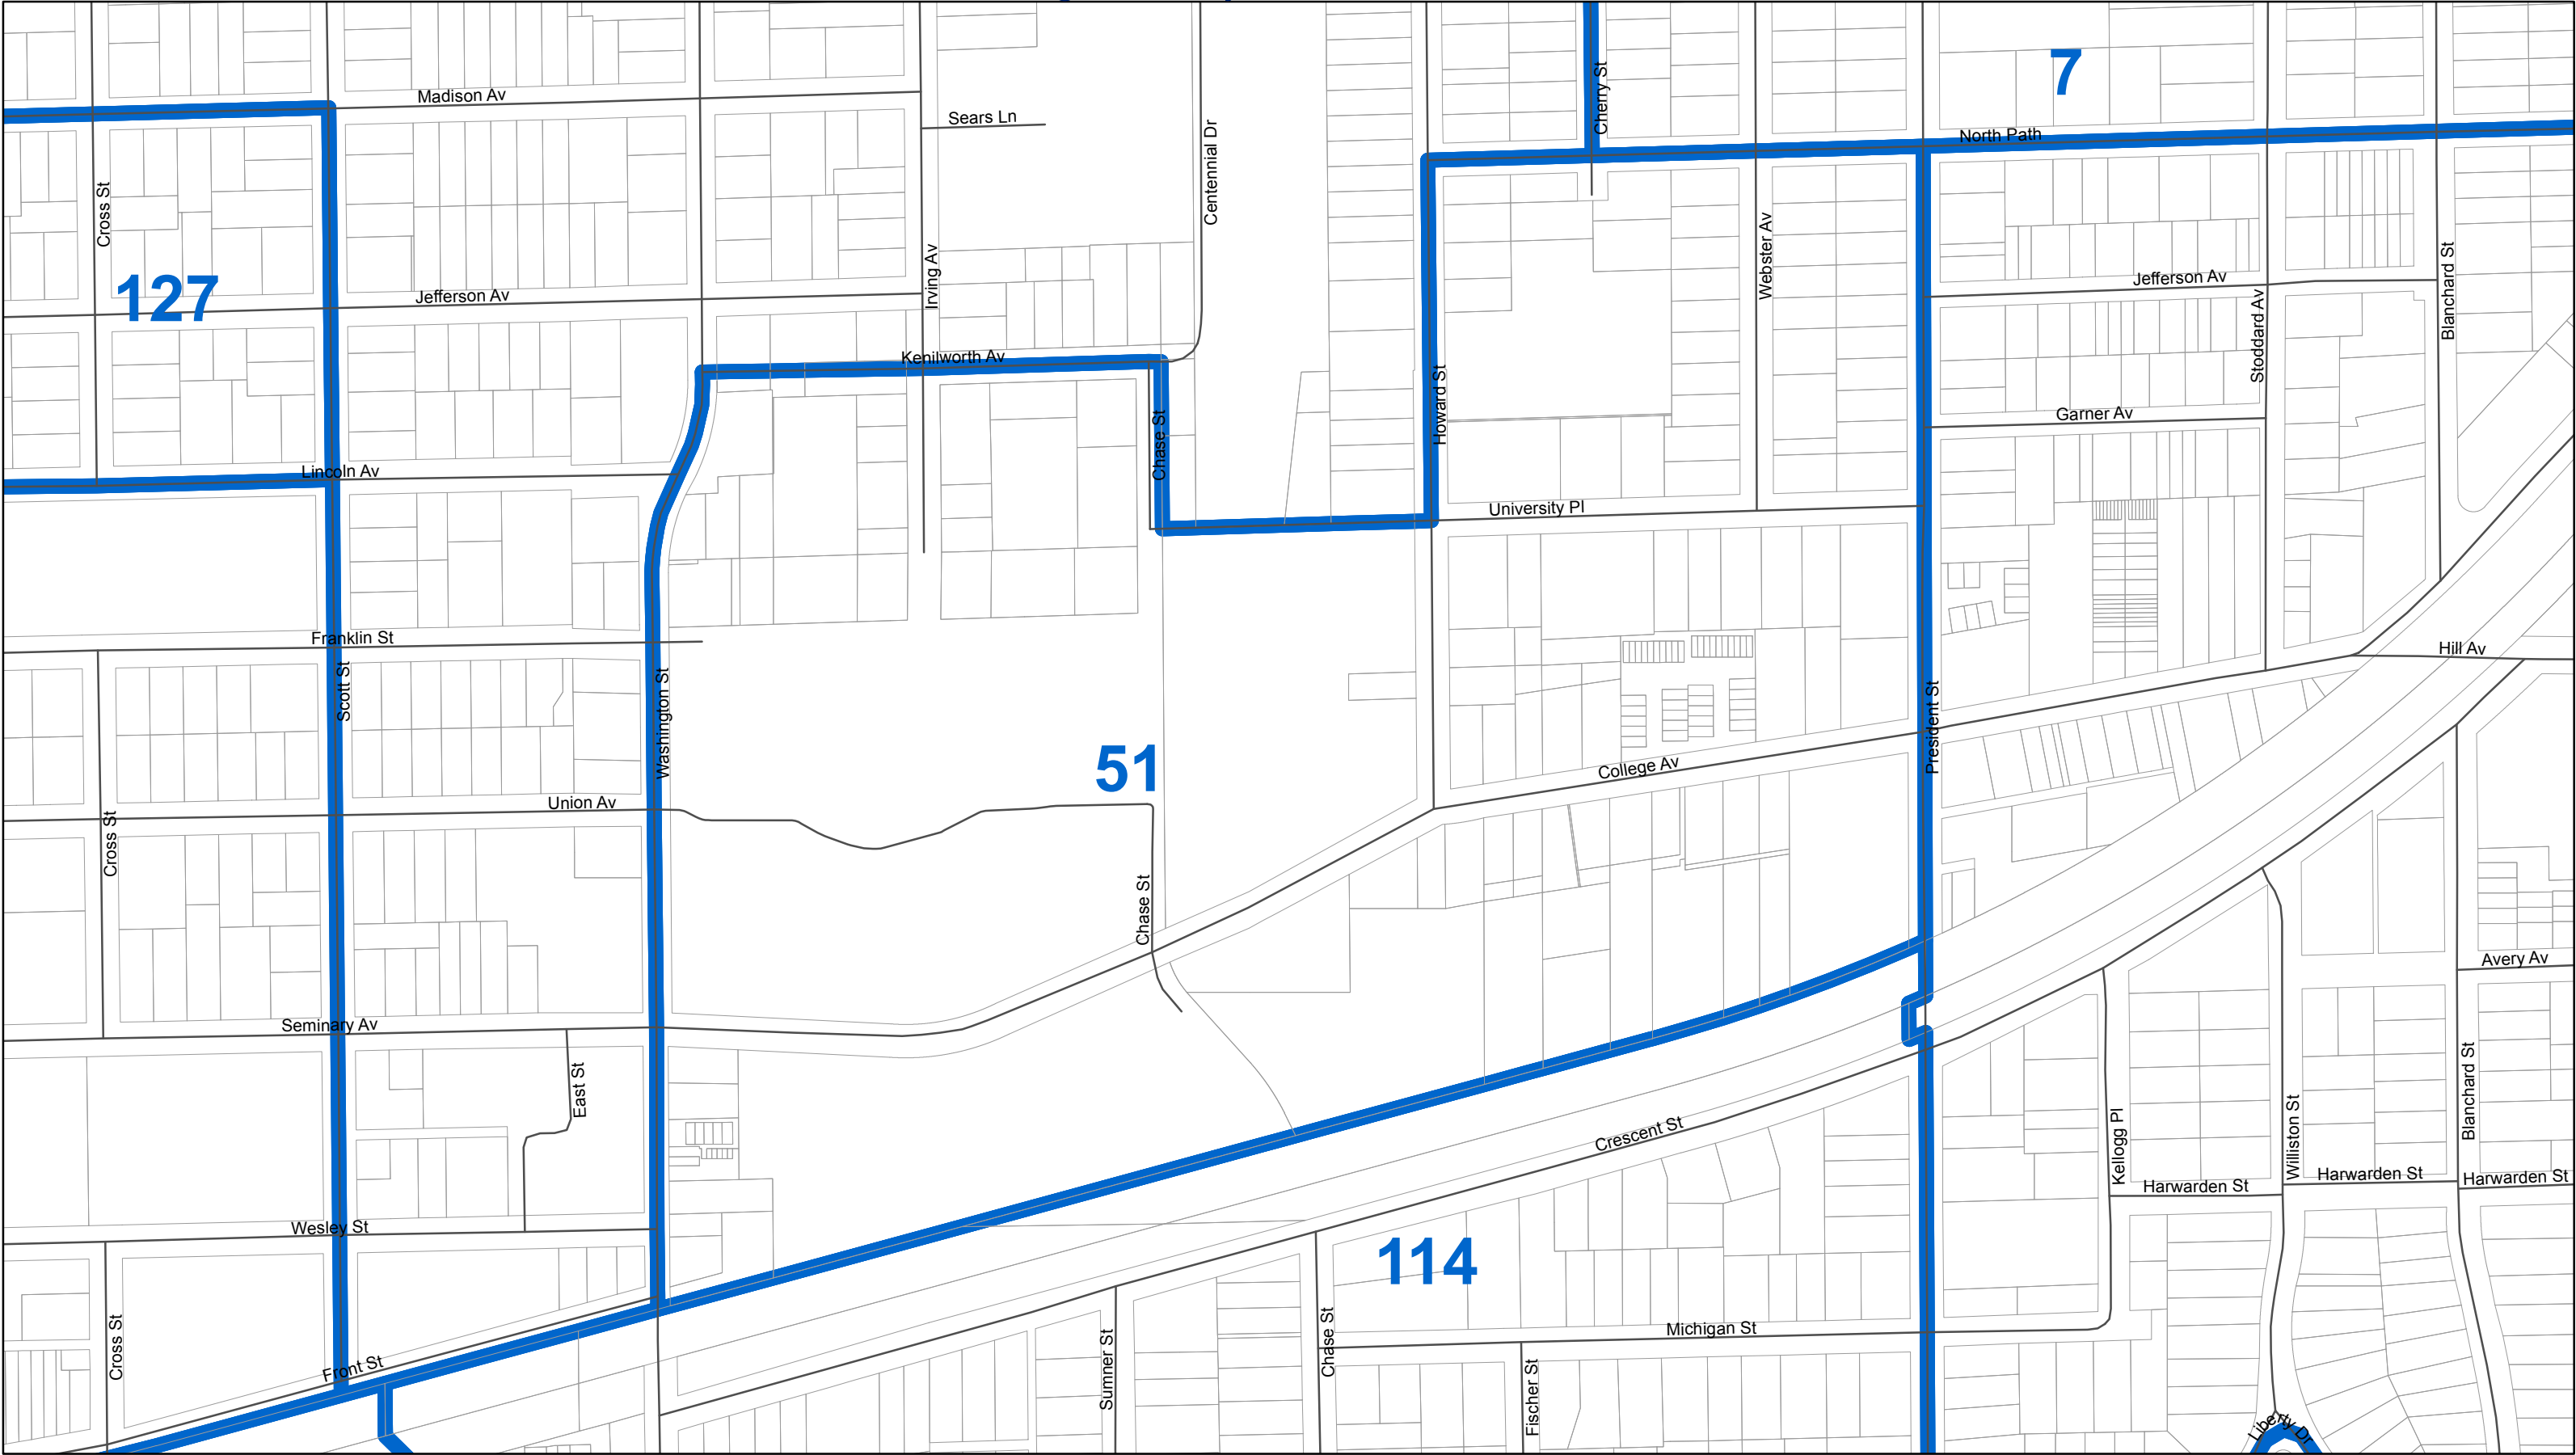 7
Madison Av
Sears Ln
Cherry St
North Path
Centennial Dr
Cross St
Webster Av
Irving Av
127
Jefferson Av
Jefferson Av
Blanchard St
Stoddard Av
Kenilworth Av
Howard St
Garner Av
Chase St
Lincoln Av
University Pl
Franklin St
Hill Av
Scott St
Washington St
President St
51
College Av
Union Av
Cross St
Chase St
Avery Av
Seminary Av
East St
Blanchard St
Crescent St
Kellogg Pl
Williston St
Harwarden St
Harwarden St
Harwarden St
Wesley St
114
Michigan St
Chase St
Cross St
Front St
Summer St
Fischer St
Liberty Dr